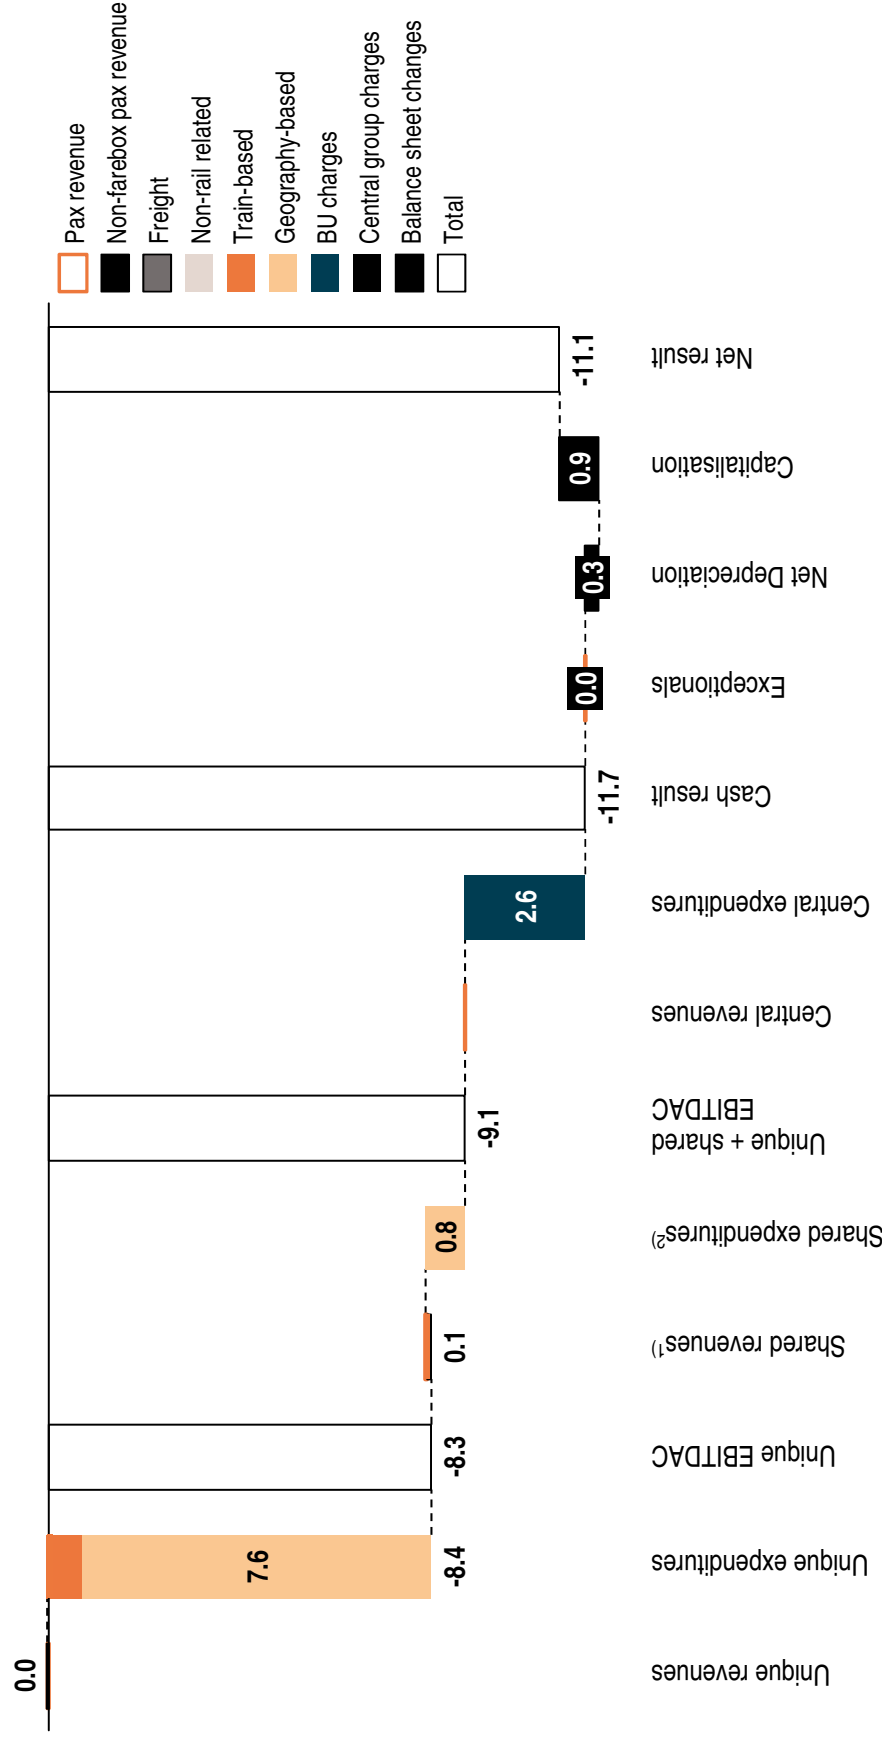 Pax revenue
Non-farebox pax revenue
Freight
Non-rail related
Train-based
Geography-based
BU charges
Central group charges
Balance sheet changes
Total
0.0
7.6
-8.4
-8.3
0.1
0.8
-9.1
2.6
-11.7
0.0
0.3
0.9
-11.1
Unique revenues
Unique expenditures
Unique EBITDAC
Shared revenues1)
Shared expenditures2)
Unique + shared
EBITDAC
Central revenues
Central expenditures
Cash result
Exceptionals
Net Depreciation
Capitalisation
Net result